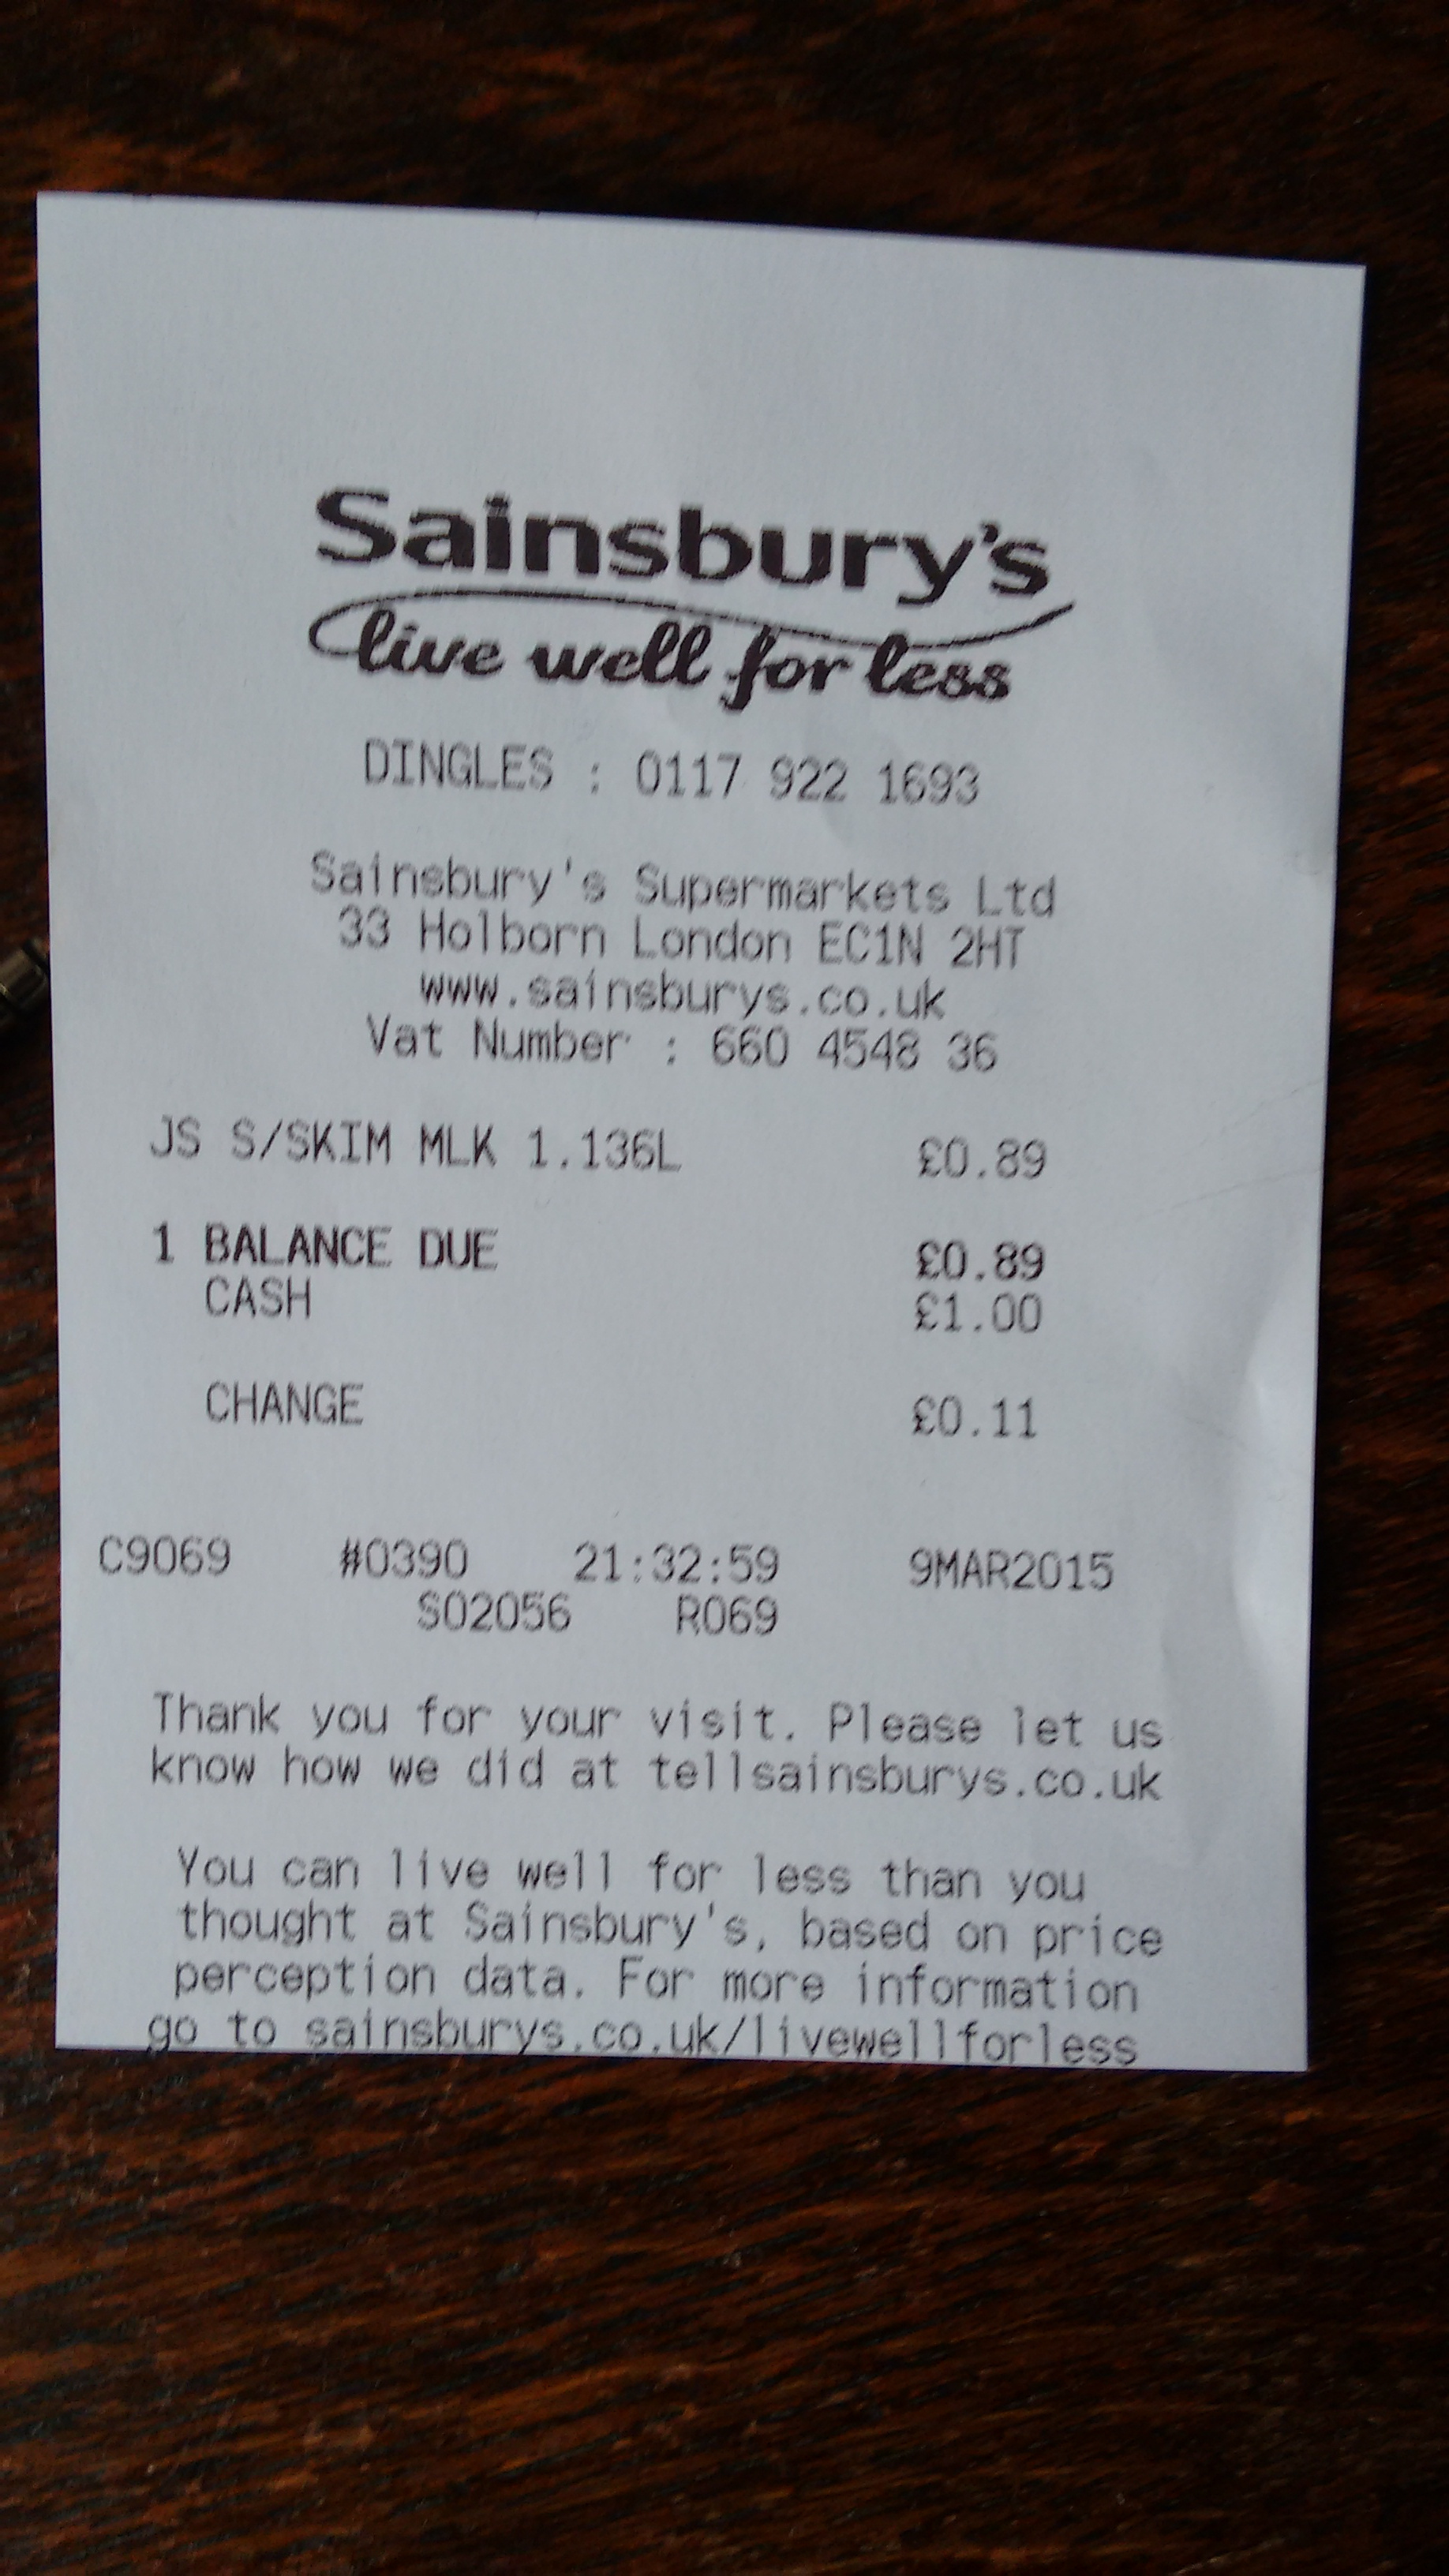 Sainsbury's
live well for less
DINGLES : 0117 922 1693
Sainsbury's Supermarkets Ltd
33 Holborn London EC1N 2HT
www.sainsburys.co.uk
Vat Number : 660 4548 36
JS S/SKIM MLK 1.136L £0.89
1 BALANCE DUE £0.89
CASH £1.00
CHANGE £0.11
C9069 #0390 21:32:59 9MAR2015
S02056 R069
Thank you for your visit. Please let us
know how we did at tellsainsburys.co.uk
You can live well for less than you
thought at Sainsbury's, based on price
perception data. For more information
go to sainsburys.co.uk/livewellforless